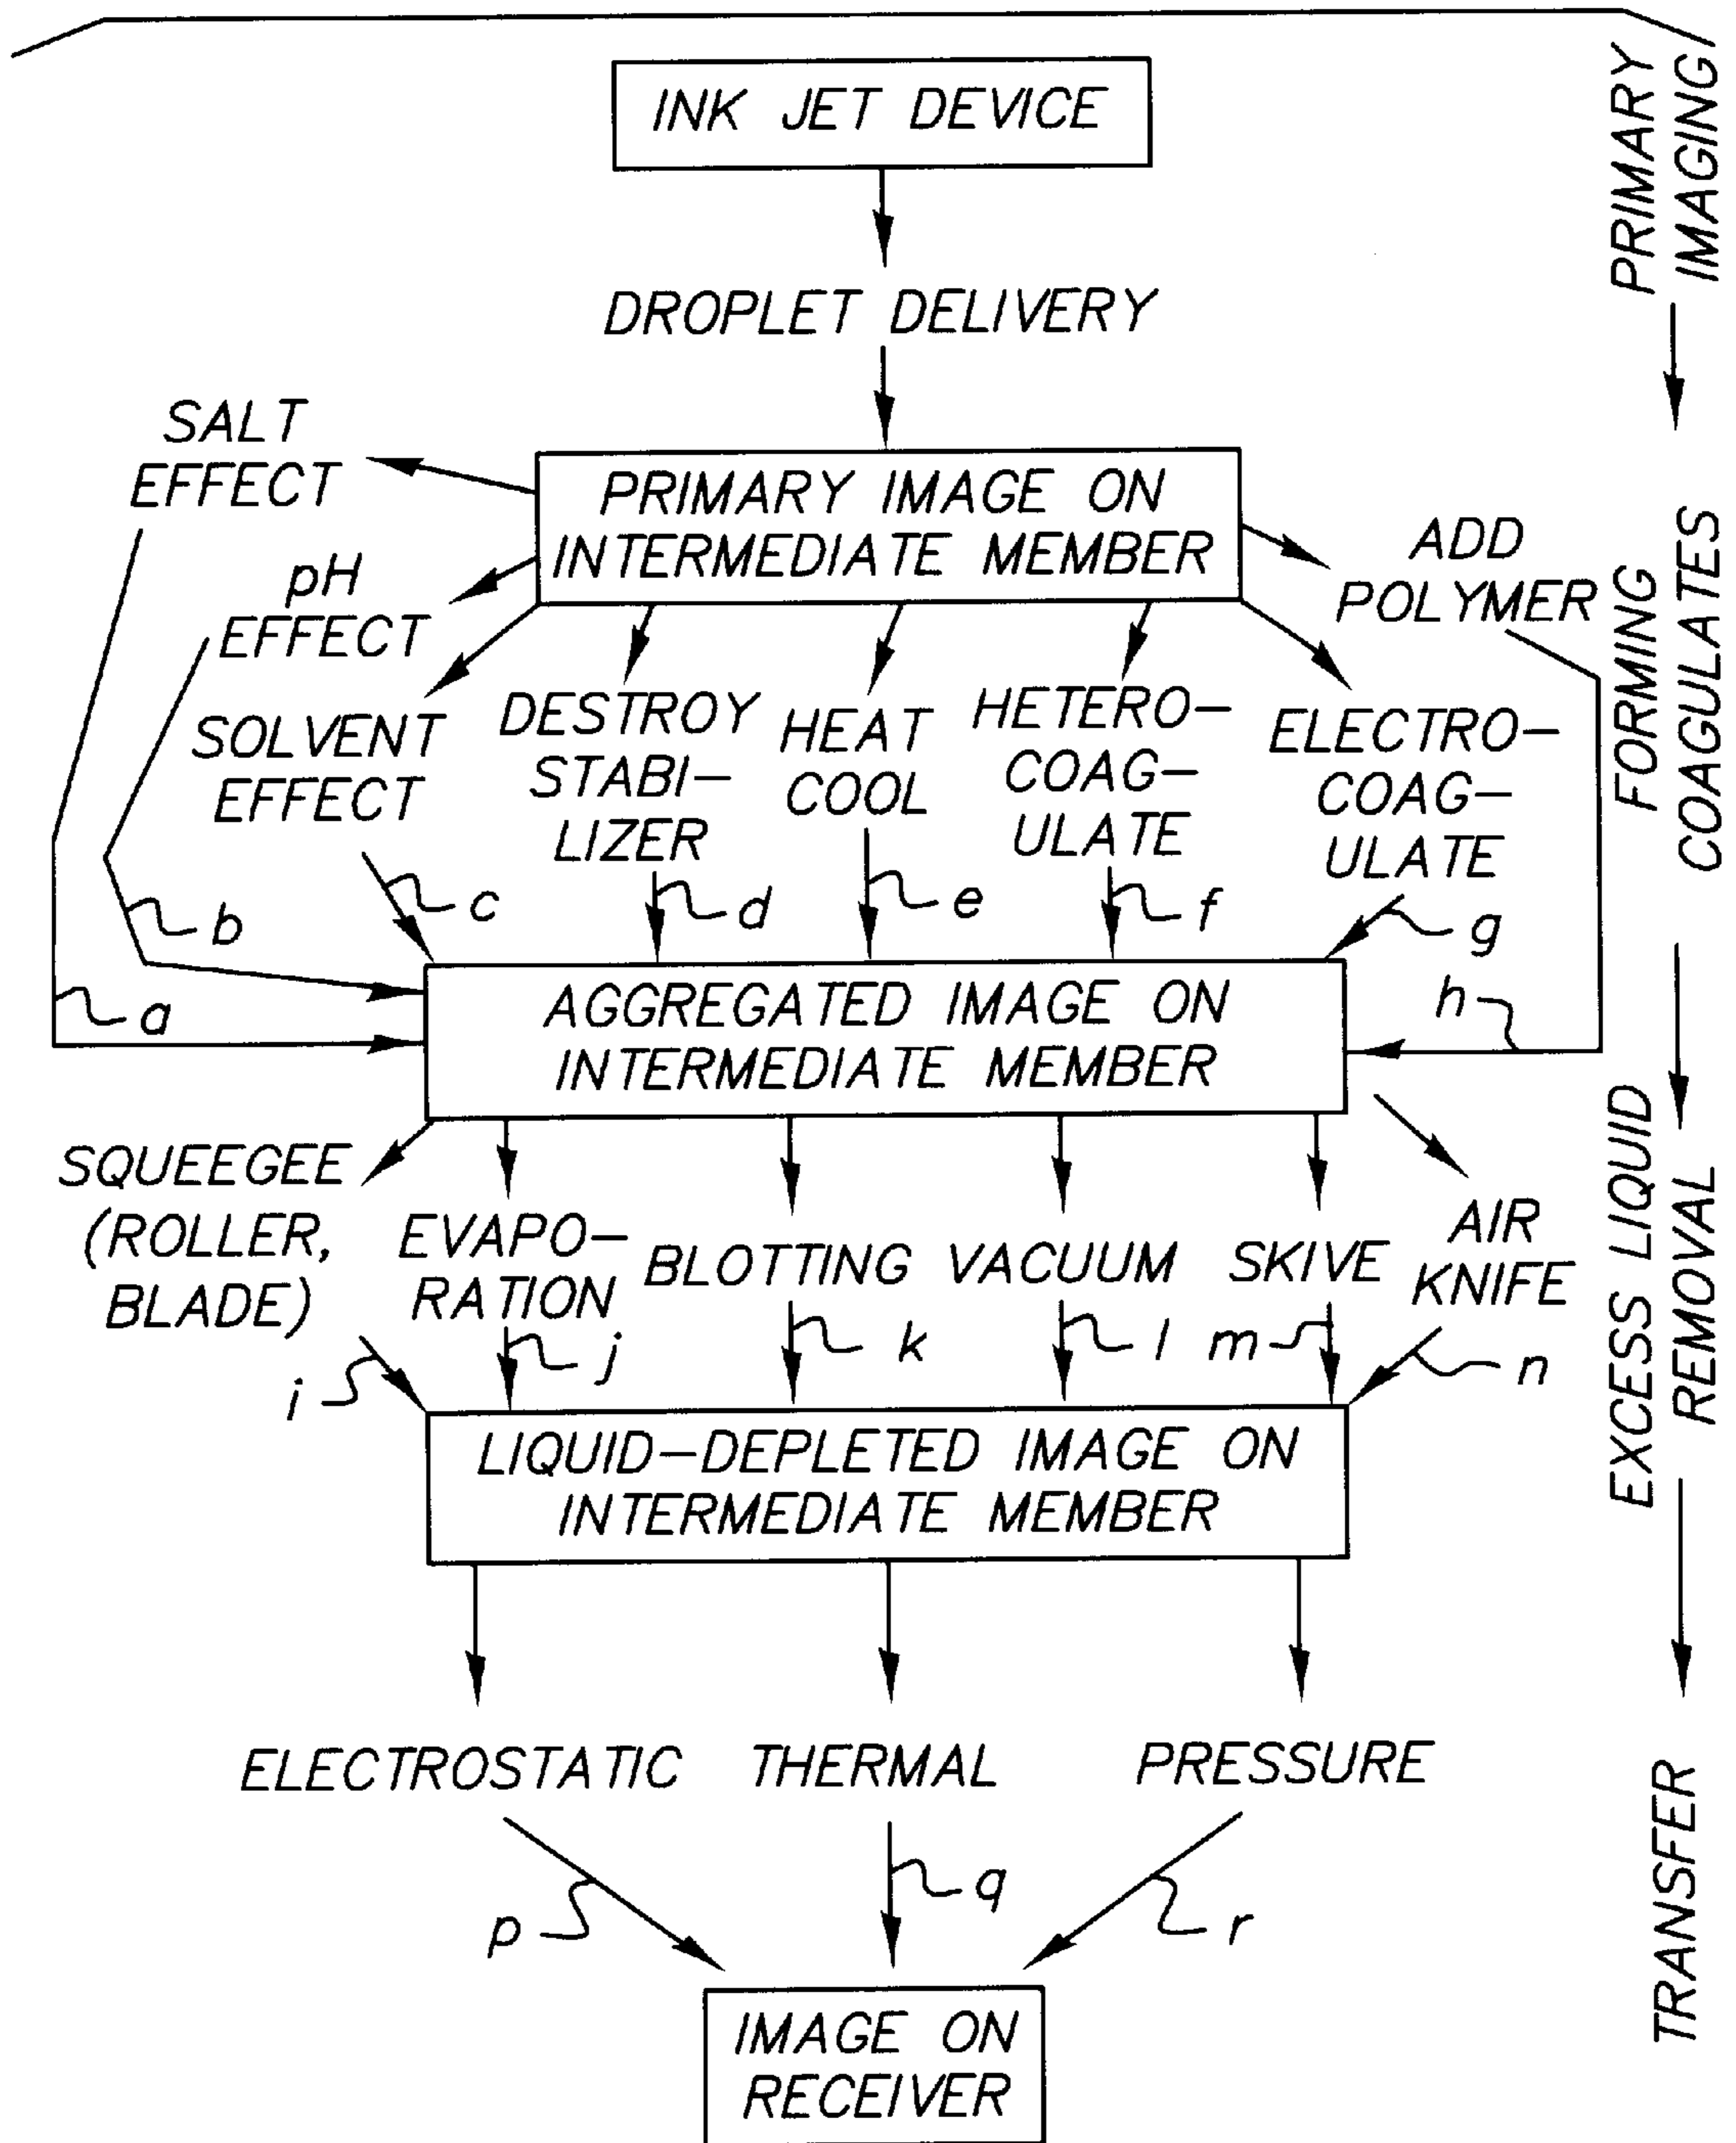 INK JET DEVICE
DROPLET DELIVERY
PRIMARY IMAGE ON
INTERMEDIATE MEMBER
SALT
EFFECT
pH
EFFECT
SOLVENT
EFFECT
DESTROY
STABI-
LIZER
HEAT
COOL
HETERO-
COAG-
ULATE
ELECTRO-
COAG-
ULATE
ADD
POLYMER
a
b
c
d
e
f
g
h
AGGREGATED IMAGE ON
INTERMEDIATE MEMBER
SQUEEGEE
(ROLLER,
BLADE)
EVAPO-
RATION
BLOTTING
VACUUM
SKIVE
AIR
KNIFE
i
j
k
l
m
n
LIQUID-DEPLETED IMAGE ON
INTERMEDIATE MEMBER
ELECTROSTATIC
THERMAL
PRESSURE
p
q
r
IMAGE ON
RECEIVER
PRIMARY
IMAGING
FORMING
COAGULATES
EXCESS LIQUID
REMOVAL
TRANSFER